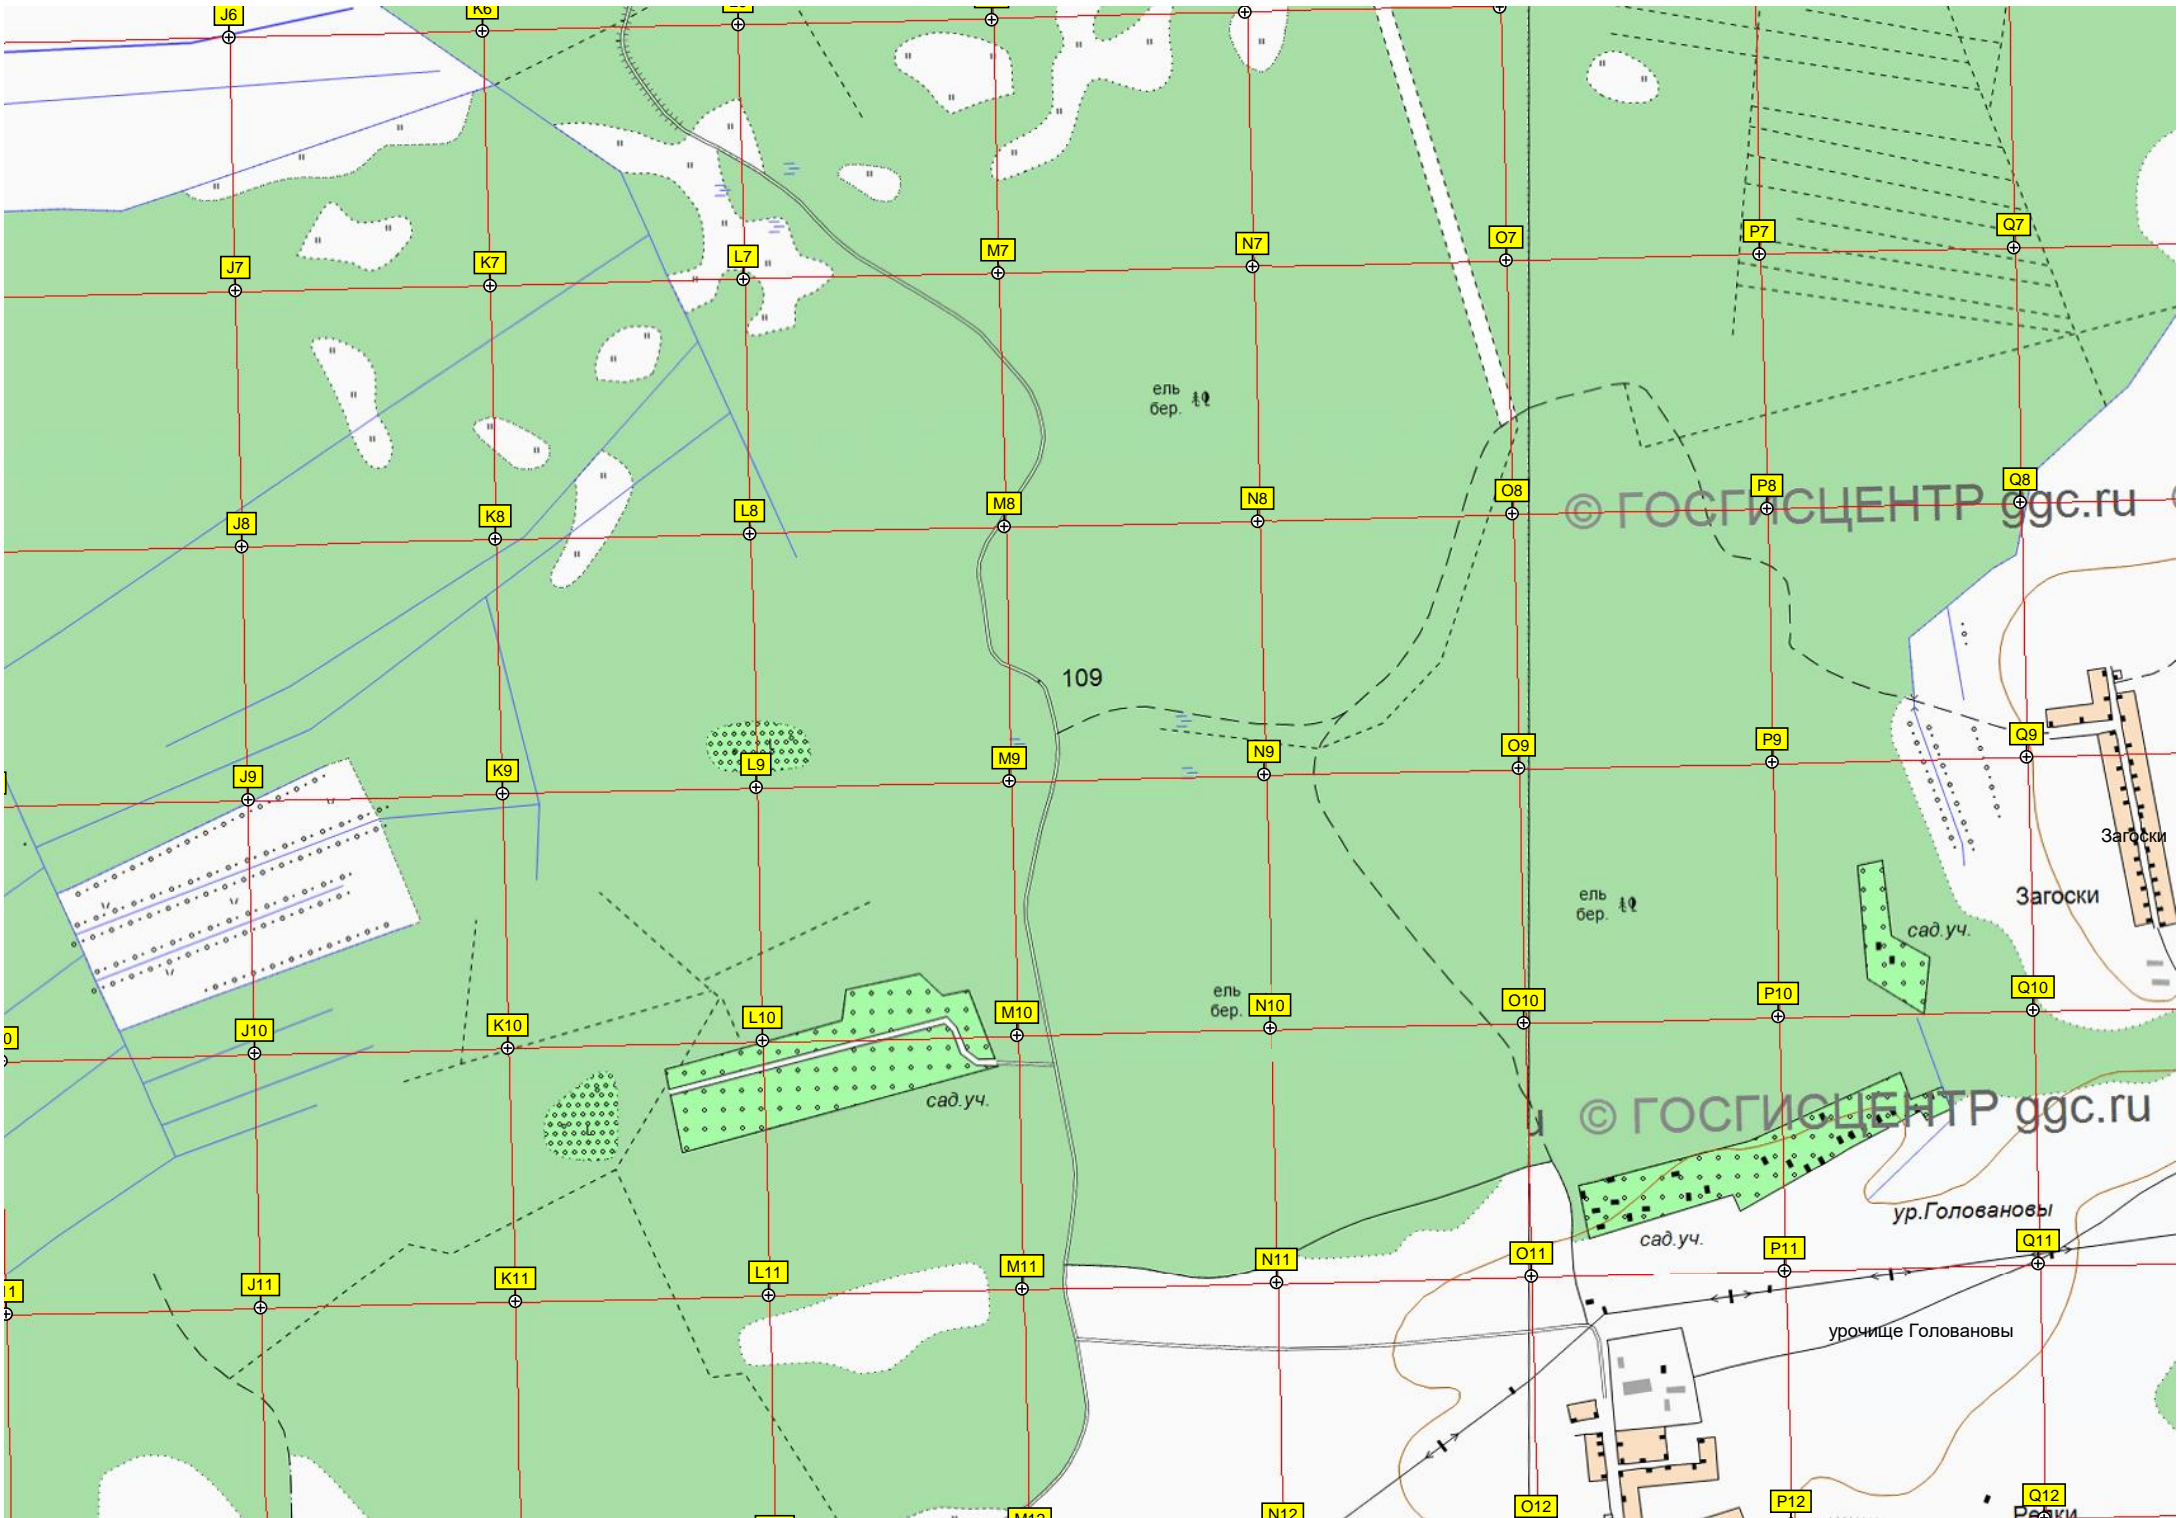 J6
K6
J7
K7
L7
M7
N7
O7
P7
Q7
ель
бер.
J8
K8
L8
M8
N8
O8
P8
Q8
© ГОСГИСЦЕНТР ggc.ru
109
J9
K9
L9
M9
N9
O9
P9
Q9
Загоски
Загоски
ель
бер.
сад.уч.
ель
бер.
J10
K10
L10
M10
N10
O10
P10
Q10
сад.уч.
u
© ГОСГИСЦЕНТР ggc.ru
ур.Головановы
сад.уч.
J11
K11
L11
M11
N11
O11
P11
Q11
урочище Головановы
N12
O12
P12
Q12